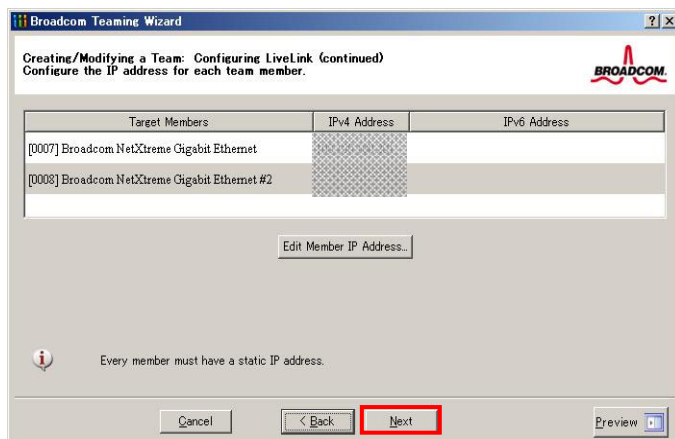 Broadcom Teaming Wizard
Creating/Modifying a Team: Configuring LiveLink (continued)
Configure the IP address for each team member.
BROADCOM.
Target Members IPv4 Address IPv6 Address
[0007] Broadcom NetXtreme Gigabit Ethernet
[0008] Broadcom NetXtreme Gigabit Ethernet #2
Edit Member IP Address...
Every member must have a static IP address.
Cancel < Back Next Preview